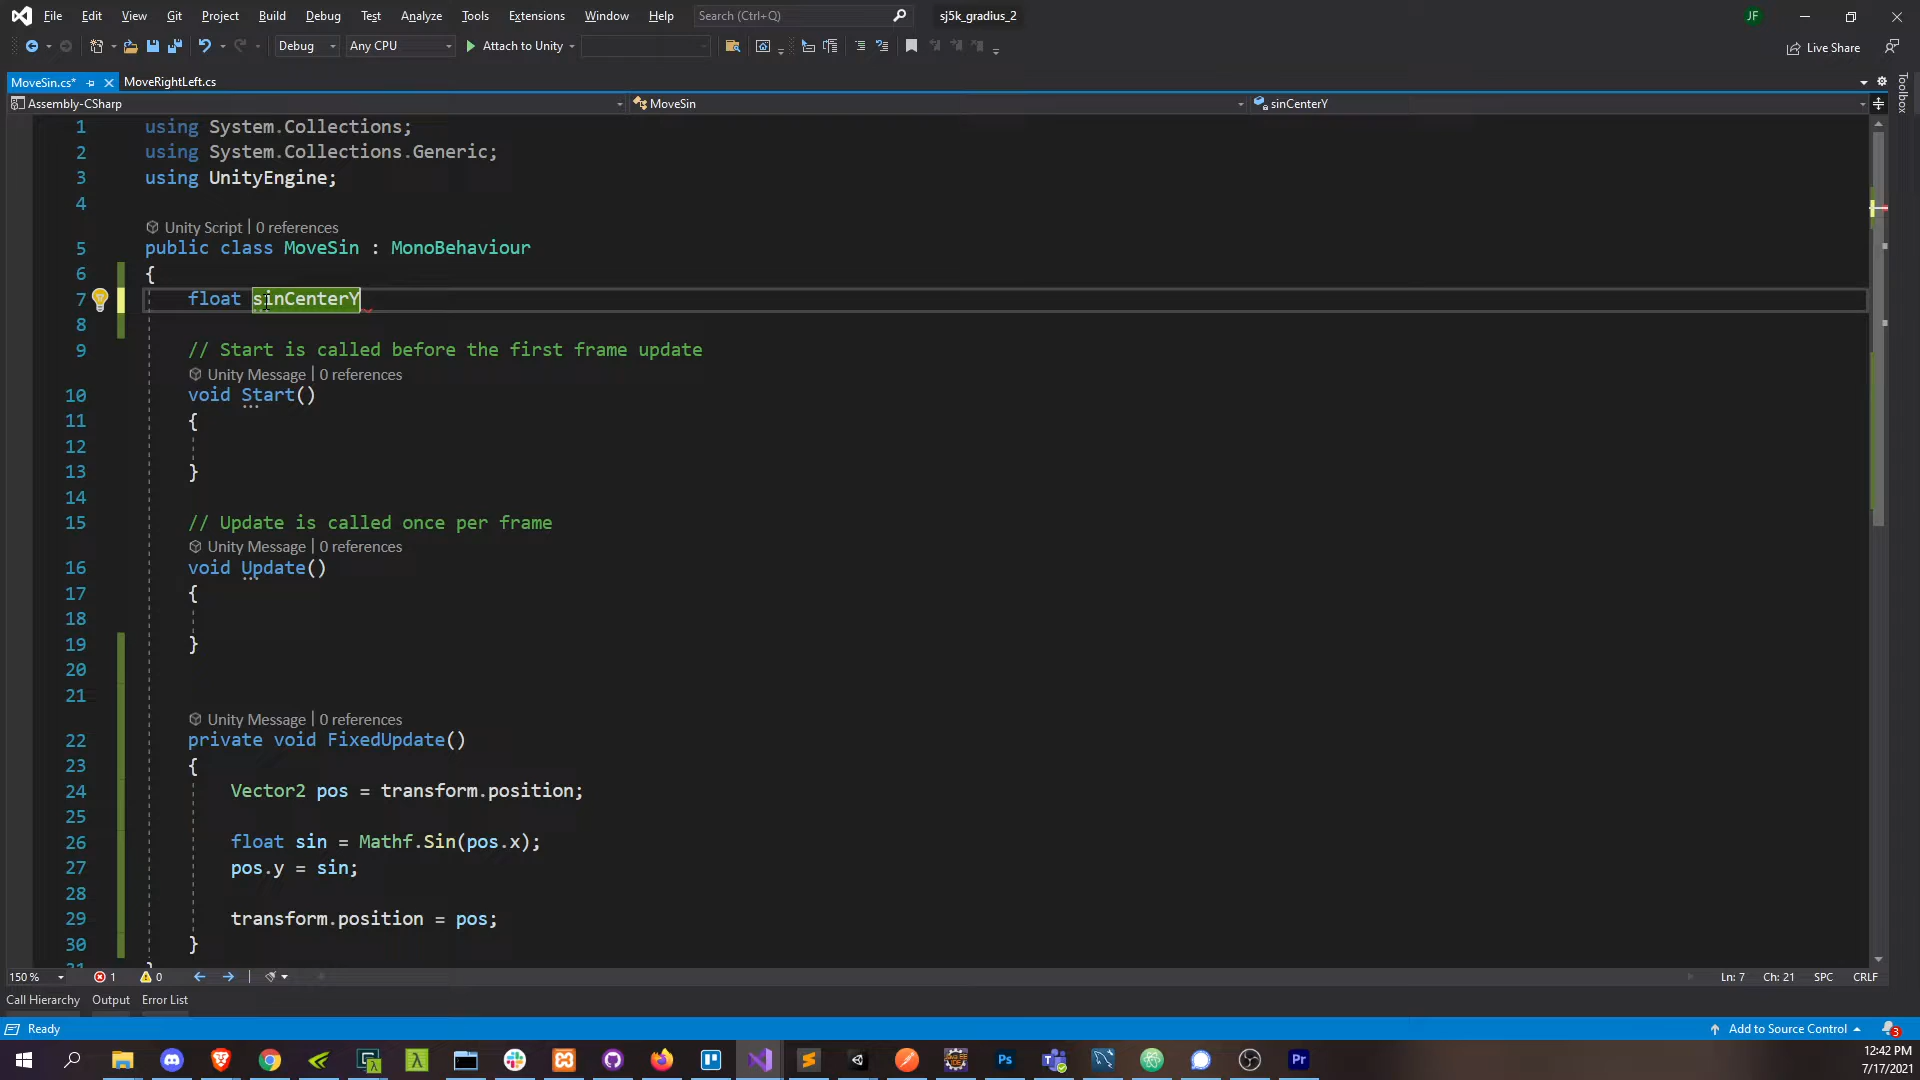 File Edit View Git Project Build Debug Test Analyze Tools Extensions Window Help Search (Ctrl+Q) sj5k_gradius_2 JF
Debug Any CPU Attach to Unity Live Share
MoveSin.cs* MoveRightLeft.cs
Assembly-CSharp MoveSin sinCenterY
Toolbox
1 using System.Collections;
2 using System.Collections.Generic;
3 using UnityEngine;
4
Unity Script | 0 references
5 public class MoveSin : MonoBehaviour
6 {
7 float sinCenterY
8
9 // Start is called before the first frame update
Unity Message | 0 references
10 void Start()
11 {
12
13 }
14
15 // Update is called once per frame
Unity Message | 0 references
16 void Update()
17 {
18
19 }
20
21
Unity Message | 0 references
22 private void FixedUpdate()
23 {
24 Vector2 pos = transform.position;
25
26 float sin = Mathf.Sin(pos.x);
27 pos.y = sin;
28
29 transform.position = pos;
30 }
150 % 1 0 Ln: 7 Ch: 21 SPC CRLF
Call Hierarchy Output Error List
Ready Add to Source Control 3
Ps Pr 12:42 PM
7/17/2021